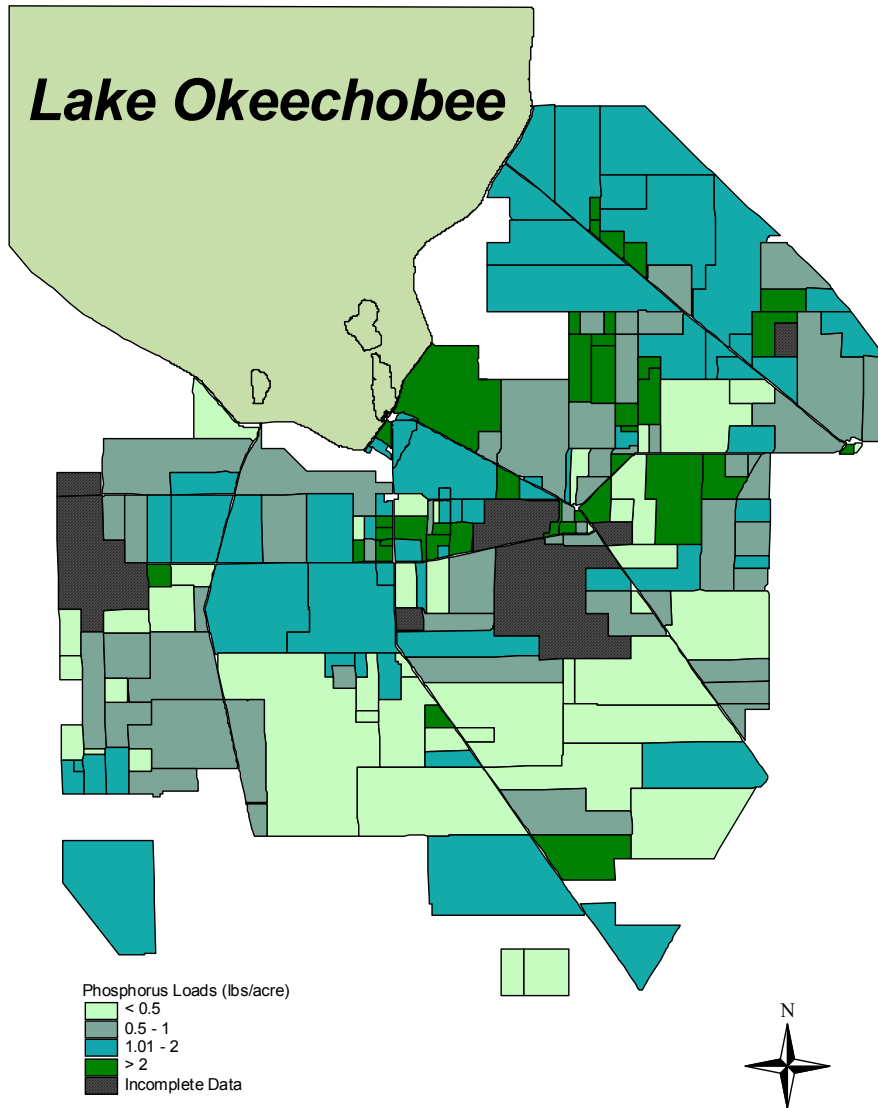 Lake Okeechobee
Phosphorus Loads (lbs/acre)
< 0.5
0.5 - 1
1.01 - 2
> 2
Incomplete Data
N